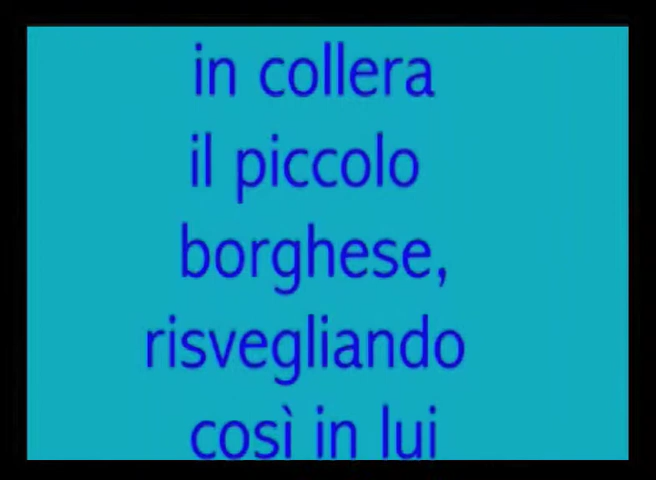 in collera
il piccolo
borghese,
risvegliando
così in lui